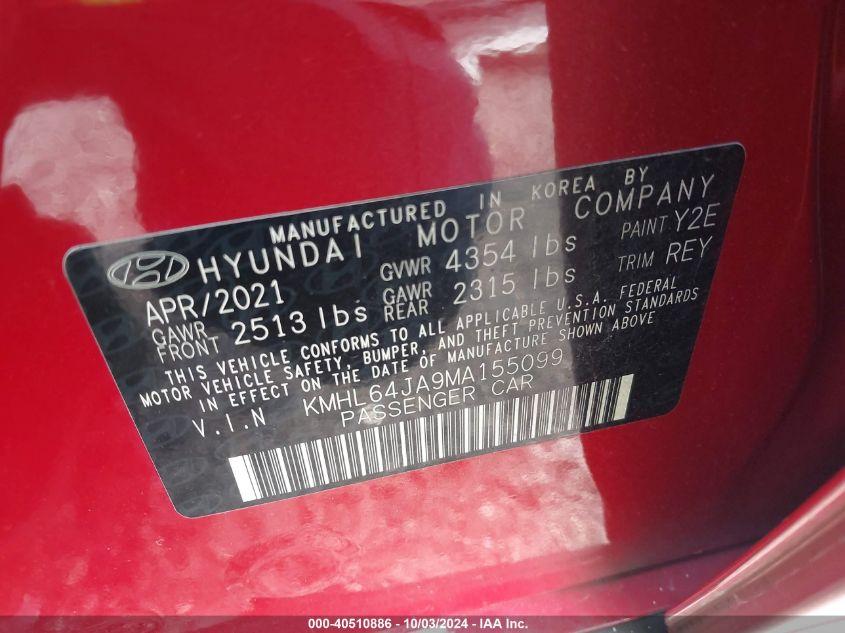 MANUFACTURED IN KOREA BY
HYUNDAI MOTOR COMPANY
APR/2021 GVWR 4354 lbs PAINT Y2E
GAWR FRONT 2513 lbs GAWR REAR 2315 lbs TRIM REY
THIS VEHICLE CONFORMS TO ALL APPLICABLE U.S.A. FEDERAL
MOTOR VEHICLE SAFETY, BUMPER, AND THEFT PREVENTION STANDARDS
IN EFFECT ON THE DATE OF MANUFACTURE SHOWN ABOVE
V.I.N KMHL64JA9MA155099
PASSENGER CAR
000-40510886 - 10/03/2024 - IAA Inc.